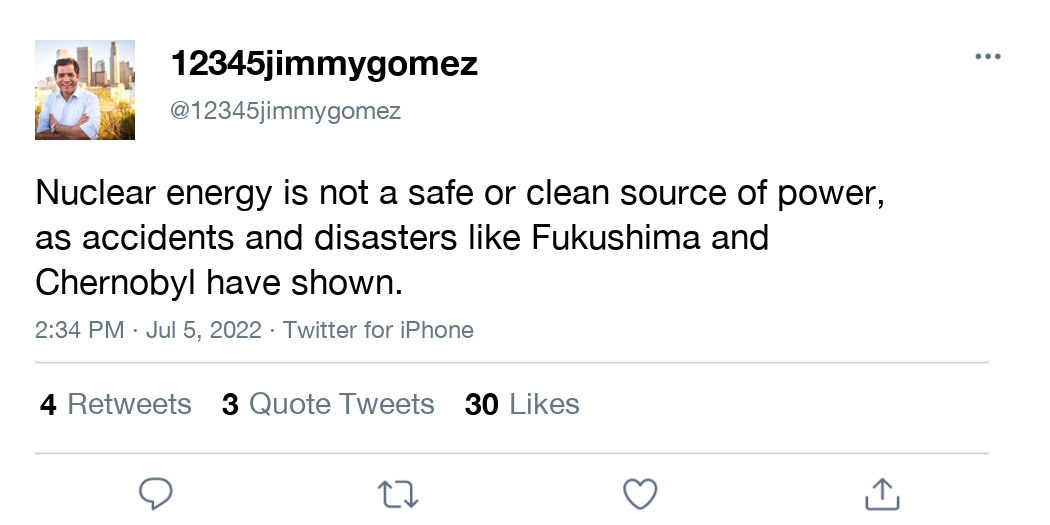 12345jimmygomez
@12345jimmygomez
Nuclear energy is not a safe or clean source of power,
as accidents and disasters like Fukushima and
Chernobyl have shown.
2:34 PM · Jul 5, 2022 · Twitter for iPhone
4 Retweets 3 Quote Tweets 30 Likes